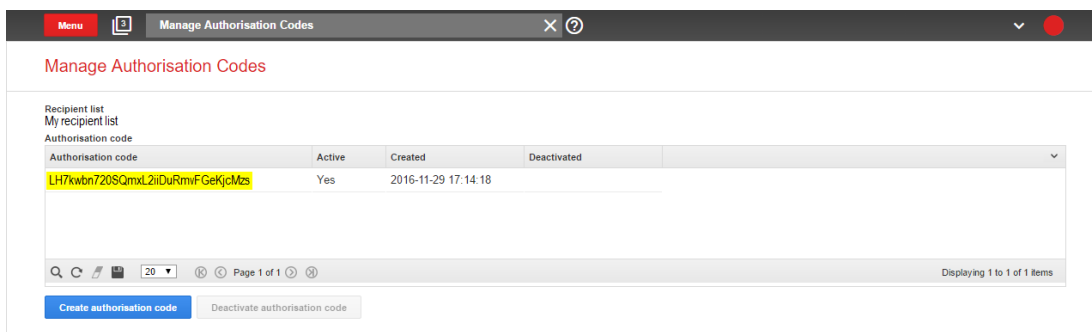 Menu 3 Manage Authorisation Codes
Manage Authorisation Codes
Recipient list
My recipient list
Authorisation code
Authorisation code Active Created Deactivated
LH7kwbn720SQmxL2iiDuRmvFGeKjcMzs Yes 2016-11-29 17:14:18
20 Page 1 of 1 Displaying 1 to 1 of 1 items
Create authorisation code Deactivate authorisation code